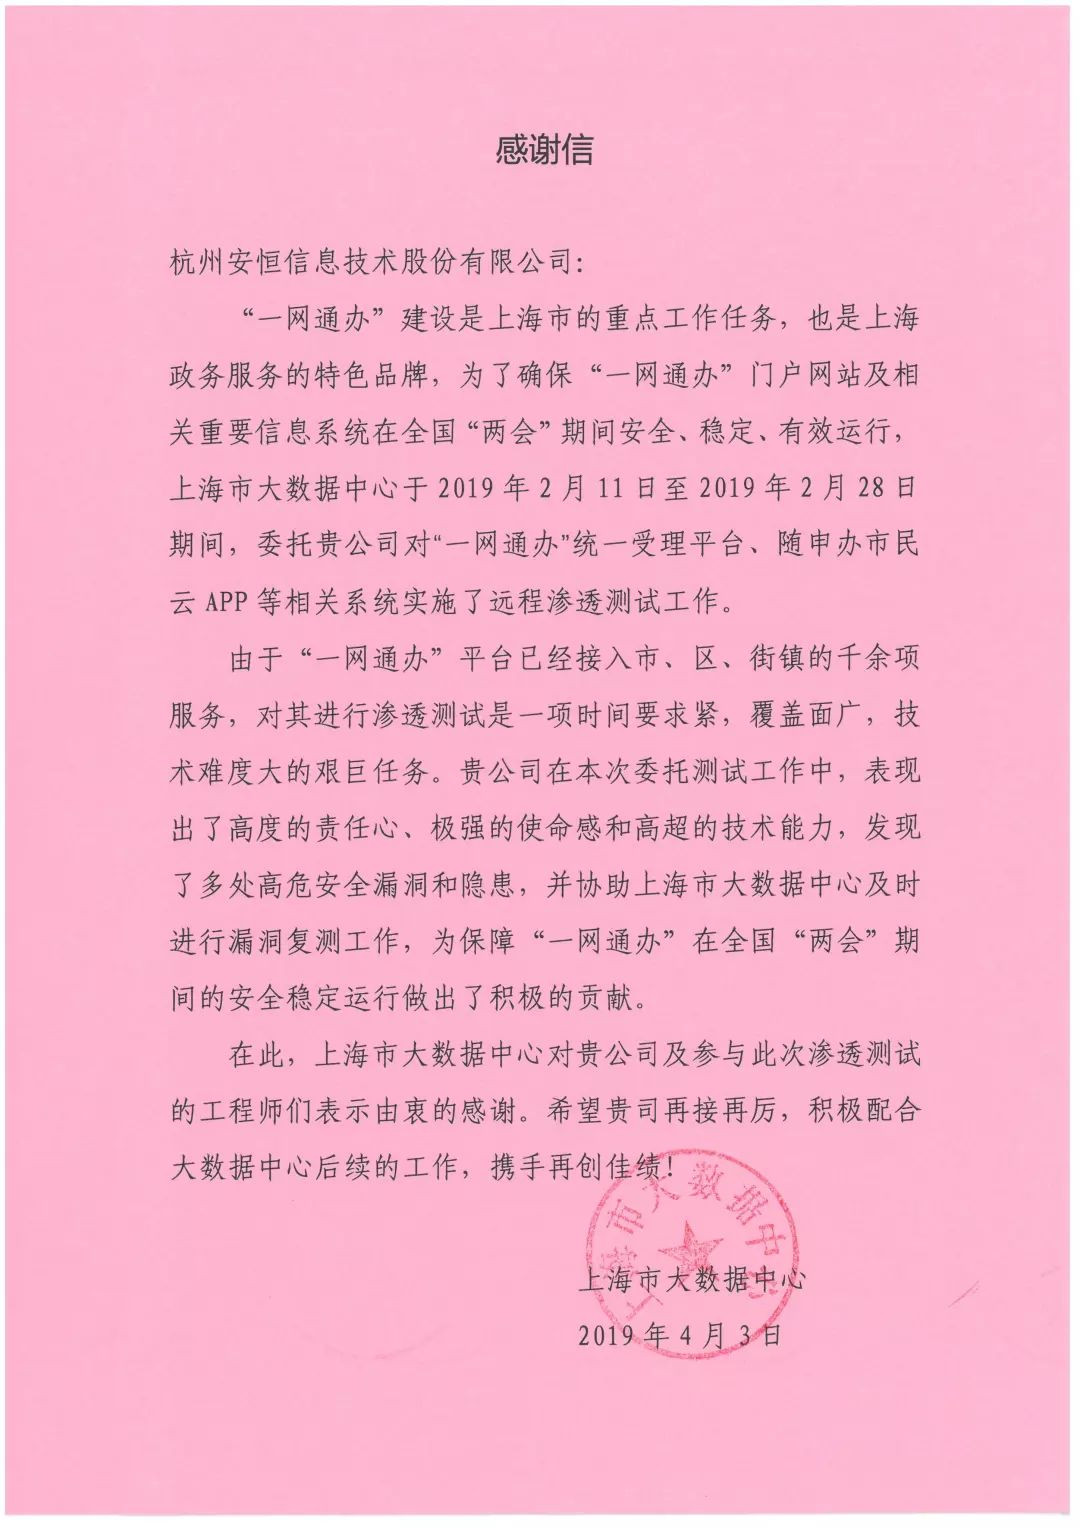 感谢信
杭州安恒信息技术股份有限公司：
“一网通办”建设是上海市的重点工作任务，也是上海
政务服务的特色品牌，为了确保“一网通办”门户网站及相
关重要信息系统在全国“两会”期间安全、稳定、有效运行，
上海市大数据中心于 2019 年 2 月 11 日至 2019 年 2 月 28 日
期间，委托贵公司对“一网通办”统一受理平台、随申办市民
云 APP 等相关系统实施了远程渗透测试工作。
由于“一网通办”平台已经接入市、区、街镇的千余项
服务，对其进行渗透测试是一项时间要求紧，覆盖面广，技
术难度大的艰巨任务。贵公司在本次委托测试工作中，表现
出了高度的责任心、极强的使命感和高超的技术能力，发现
了多处高危安全漏洞和隐患，并协助上海市大数据中心及时
进行漏洞复测工作，为保障“一网通办”在全国“两会”期
间的安全稳定运行做出了积极的贡献。
在此，上海市大数据中心对贵公司及参与此次渗透测试
的工程师们表示由衷的感谢。希望贵司再接再厉，积极配合
大数据中心后续的工作，携手再创佳绩！
上海市大数据中心
上海市大数据中心
2019 年 4 月 3 日